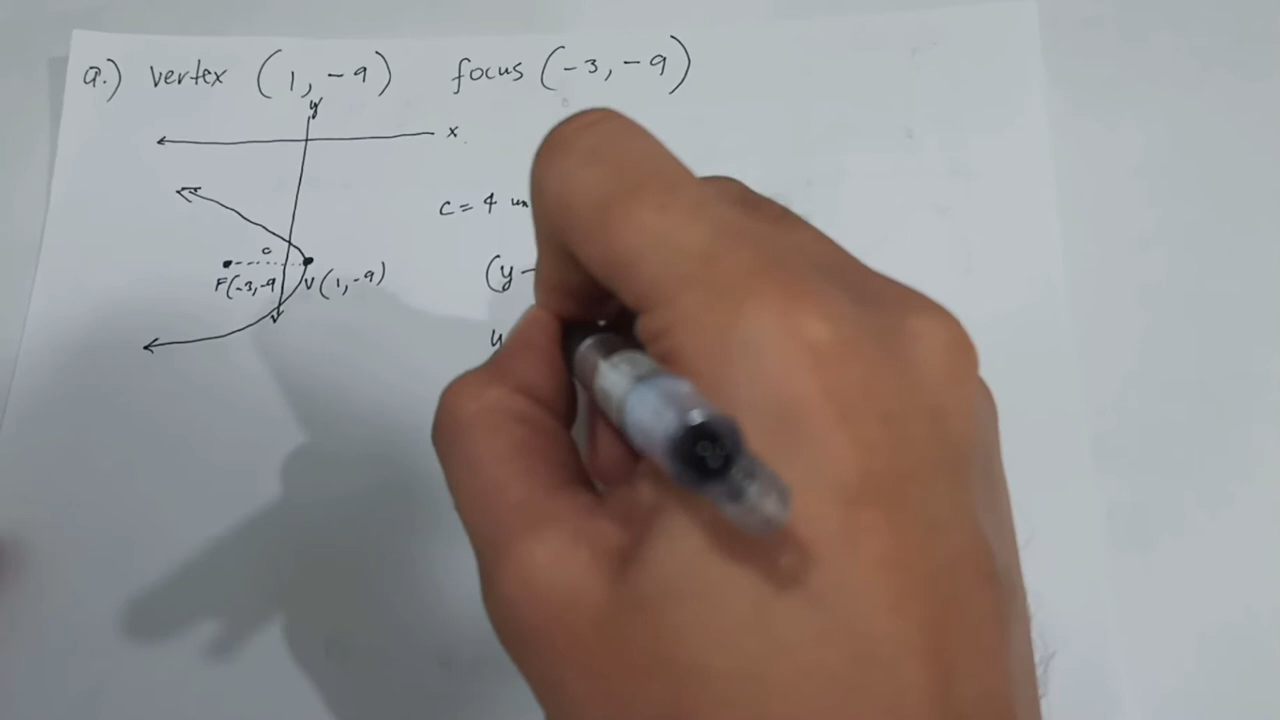 a.) vertex (1, -9) focus (-3, -9)
y
x
c = 4
c
F(-3, -9 V(1, -9)
(y -